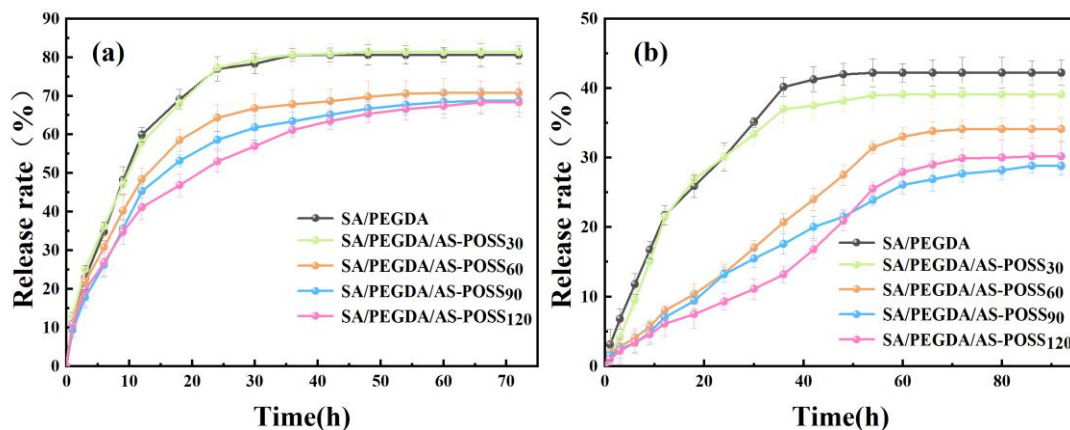 (a)
Release rate（%）
90
80
70
60
50
40
30
20
10
0
SA/PEGDA
SA/PEGDA/AS-POSS30
SA/PEGDA/AS-POSS60
SA/PEGDA/AS-POSS90
SA/PEGDA/AS-POSS120
0 10 20 30 40 50 60 70
Time(h)
(b)
Release rate（%）
50
40
30
20
10
0
SA/PEGDA
SA/PEGDA/AS-POSS30
SA/PEGDA/AS-POSS60
SA/PEGDA/AS-POSS90
SA/PEGDA/AS-POSS120
0 20 40 60 80
Time(h)